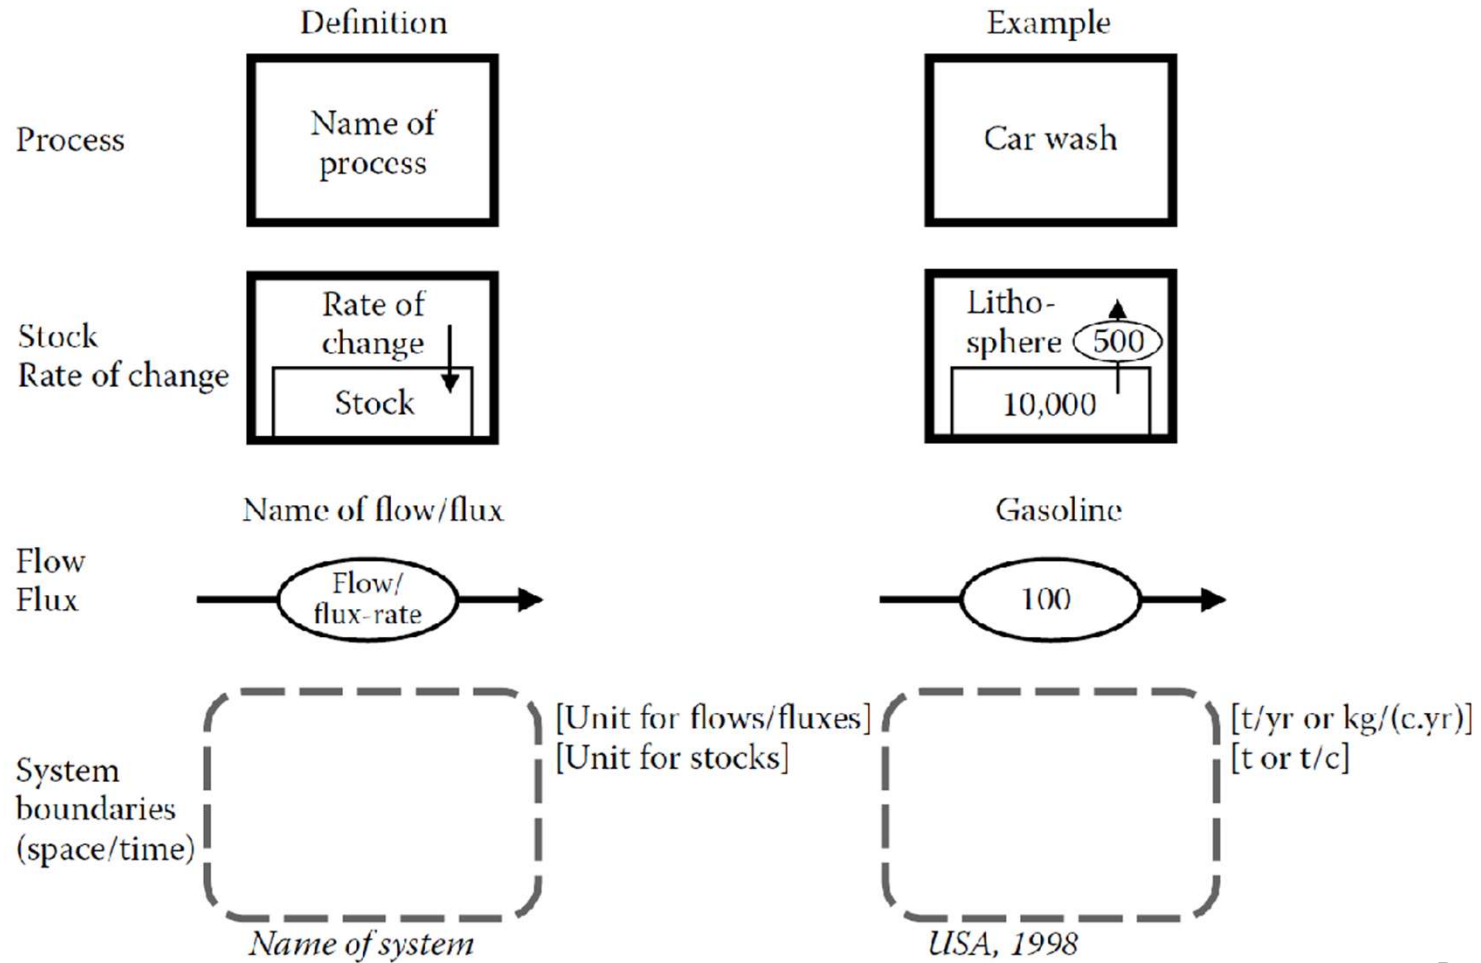 Definition
Example
Process
Name of
process
Car wash
Stock
Rate of change
Rate of
change
Stock
Litho-
sphere
500
10,000
Name of flow/flux
Gasoline
Flow
Flux
Flow/
flux-rate
100
System
boundaries
(space/time)
[Unit for flows/fluxes]
[Unit for stocks]
[t/yr or kg/(c.yr)]
[t or t/c]
Name of system
USA, 1998